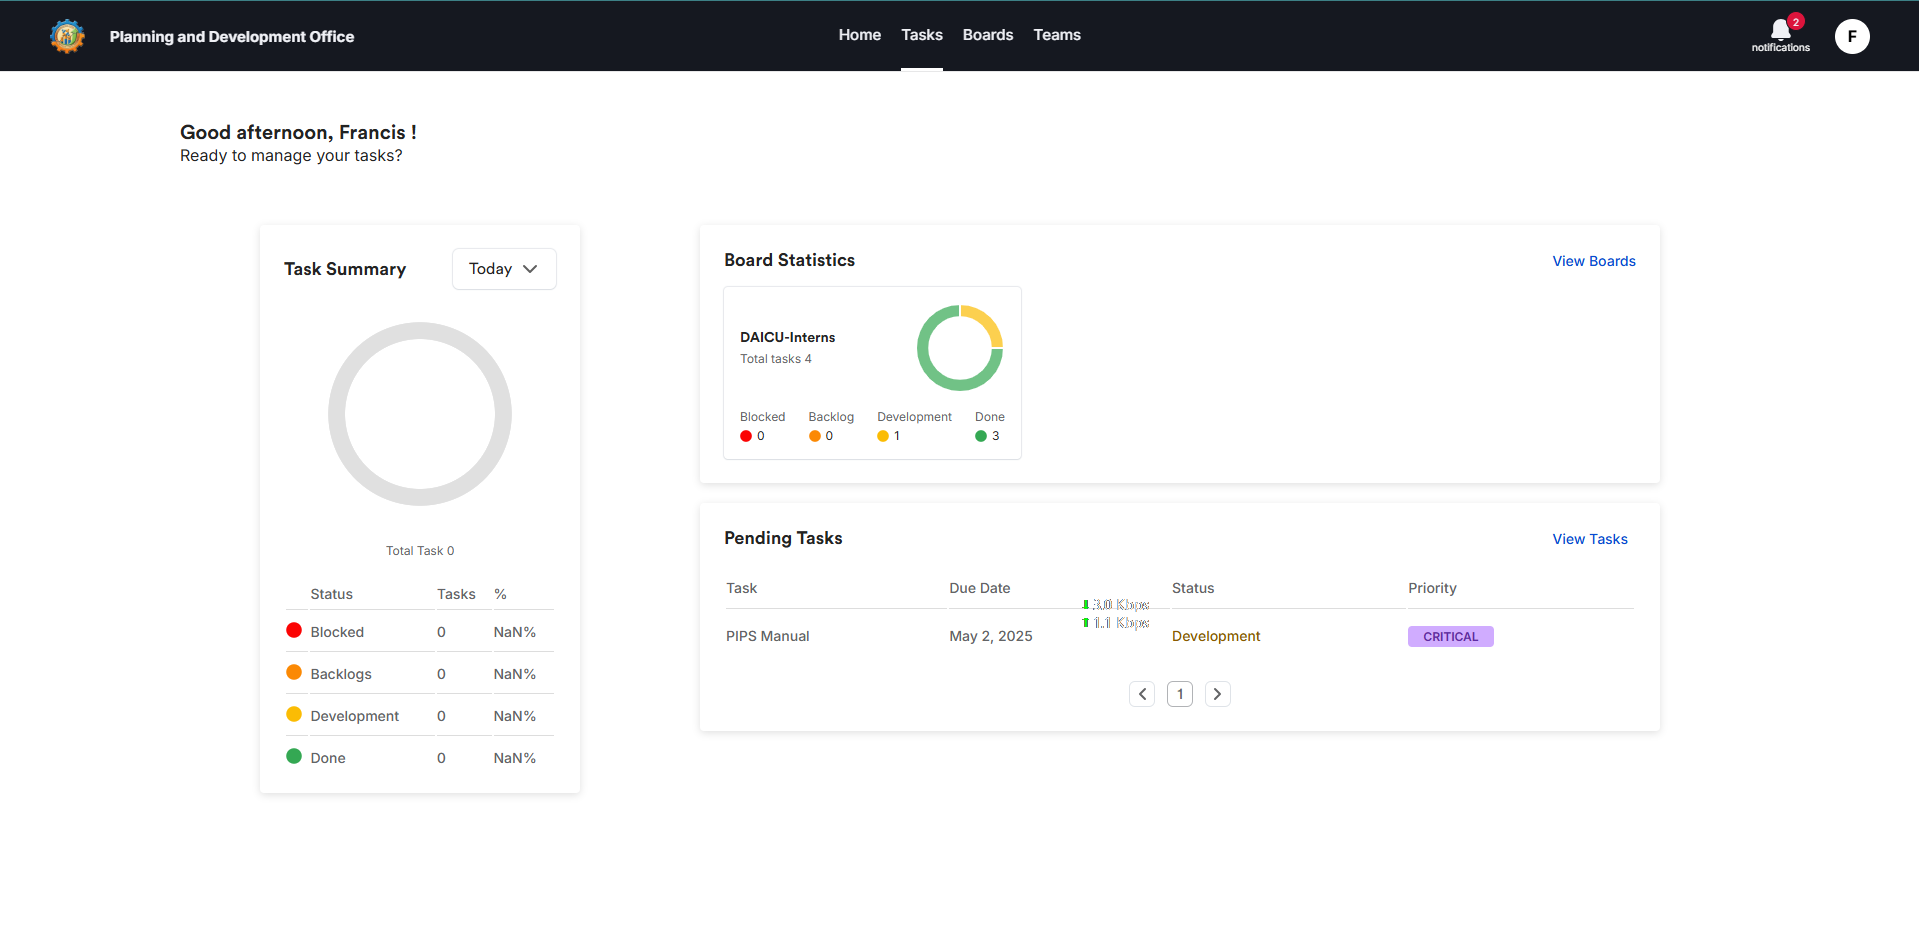 Planning and Development Office
Home Tasks Boards Teams
2
notifications
F
Good afternoon, Francis !
Ready to manage your tasks?
Task Summary
Today
Total Task 0
Status Tasks %
Blocked 0 NaN%
Backlogs 0 NaN%
Development 0 NaN%
Done 0 NaN%
Board Statistics
View Boards
DAICU-Interns
Total tasks 4
Blocked Backlog Development Done
0 0 1 3
Pending Tasks
View Tasks
Task Due Date Status Priority
3.0 Kbps
1.1 Kbps
PIPS Manual May 2, 2025 Development CRITICAL
1